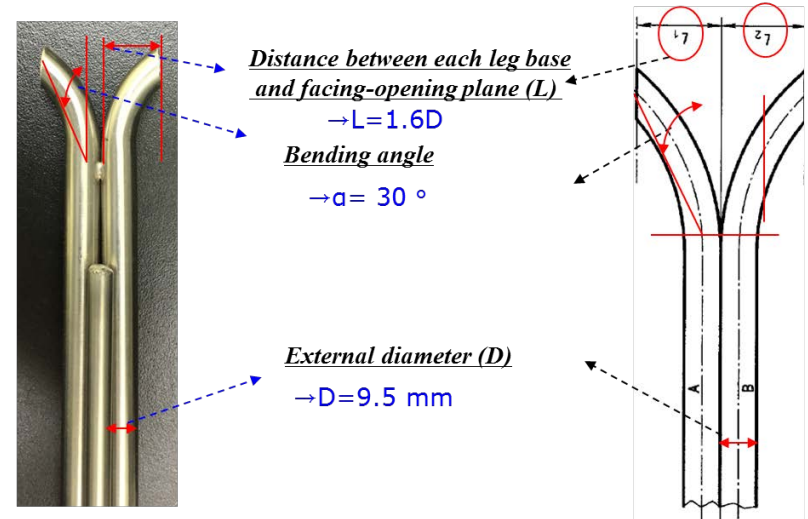 L₁
L₂
Distance between each leg base
and facing-opening plane (L)
→L=1.6D
Bending angle
→α= 30 °
External diameter (D)
→D=9.5 mm
A
B